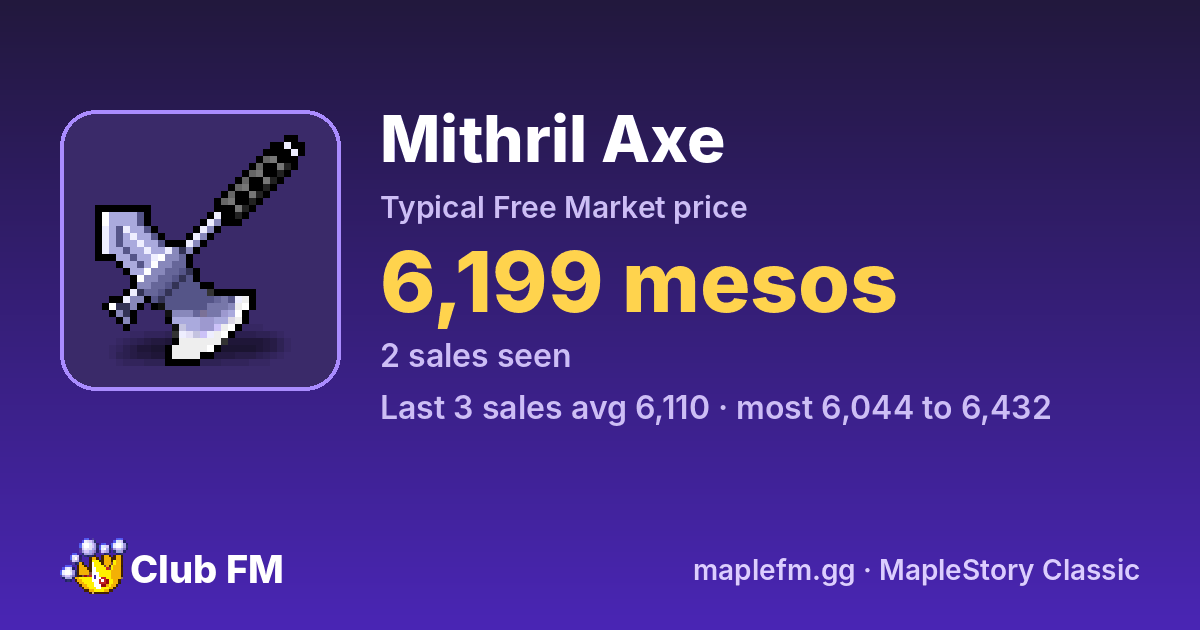 Mithril Axe
Typical Free Market price
6,199 mesos
2 sales seen
Last 3 sales avg 6,110 · most 6,044 to 6,432
Club FM
maplefm.gg · MapleStory Classic